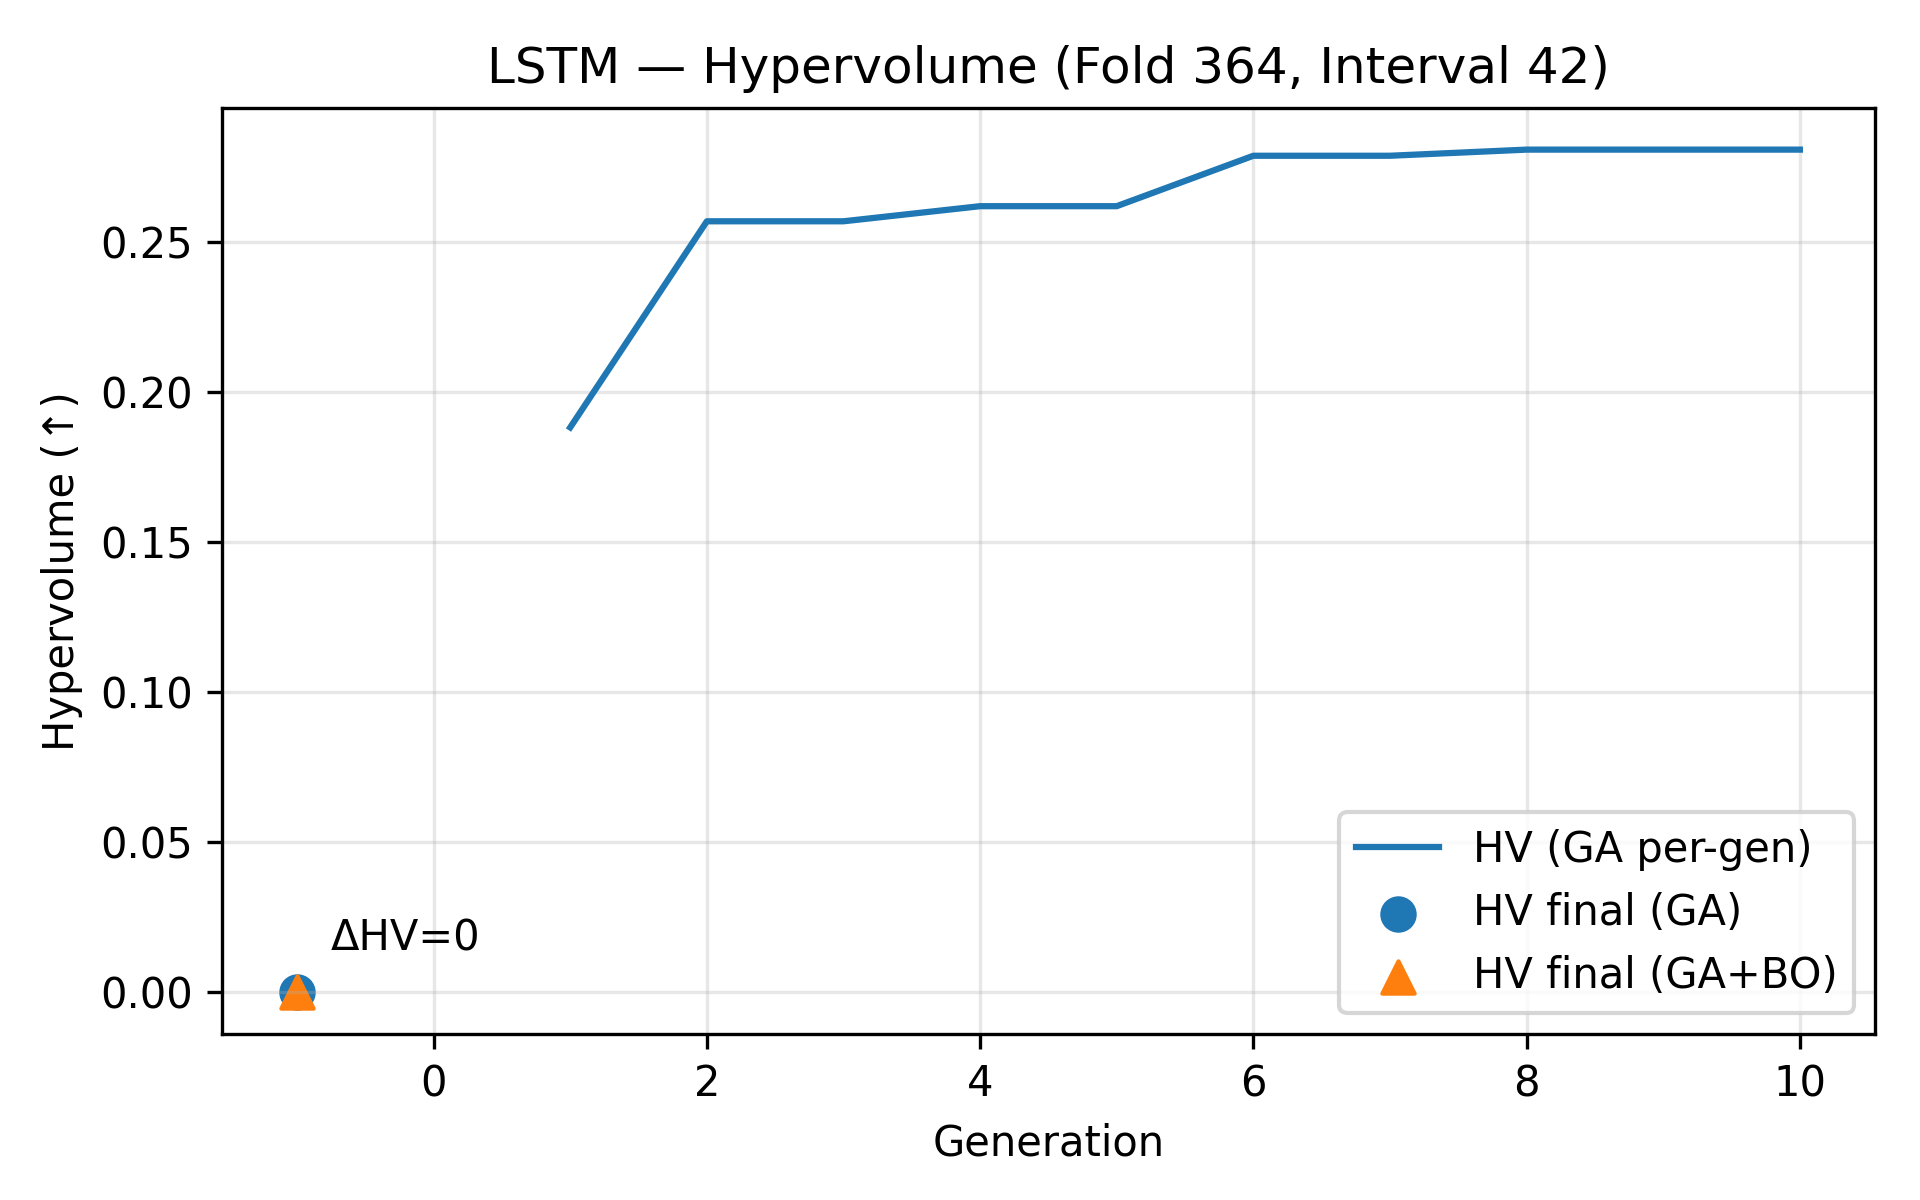 LSTM — Hypervolume (Fold 364, Interval 42)
Hypervolume (↑)
0.25
0.20
0.15
0.10
0.05
0.00
ΔHV=0
HV (GA per-gen)
HV final (GA)
HV final (GA+BO)
0 2 4 6 8 10
Generation